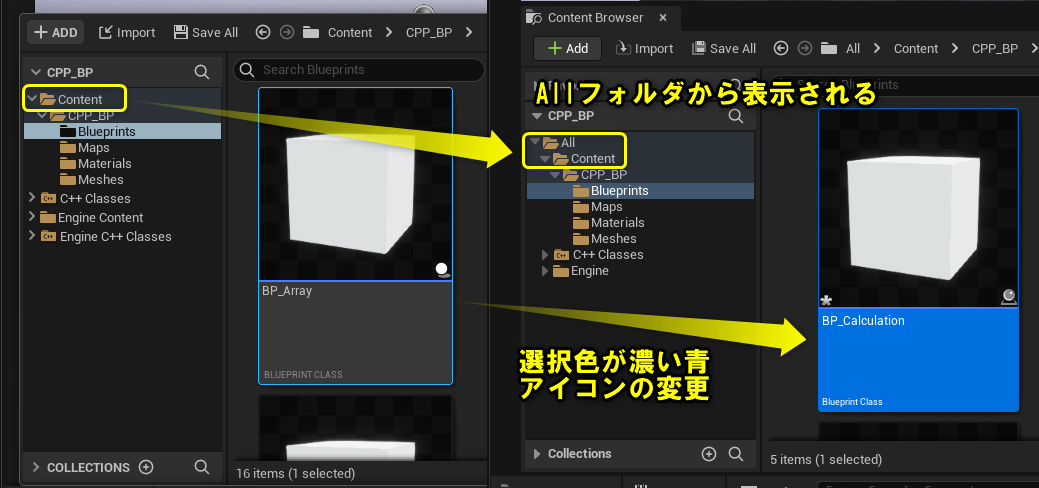 + ADD
Import
Save All
Content
CPP_BP
CPP_BP
Search Blueprints
Content
CPP_BP
Blueprints
Maps
Materials
Meshes
C++ Classes
Engine Content
Engine C++ Classes
BP_Array
BLUEPRINT CLASS
COLLECTIONS
16 items (1 selected)
Content Browser
+ Add
Import
Save All
All
Content
CPP_BP
Allフォルダから表示される
CPP_BP
All
Content
CPP_BP
Blueprints
Maps
Materials
Meshes
C++ Classes
Engine
BP_Calculation
Blueprint Class
選択色が濃い青
アイコンの変更
Collections
5 items (1 selected)